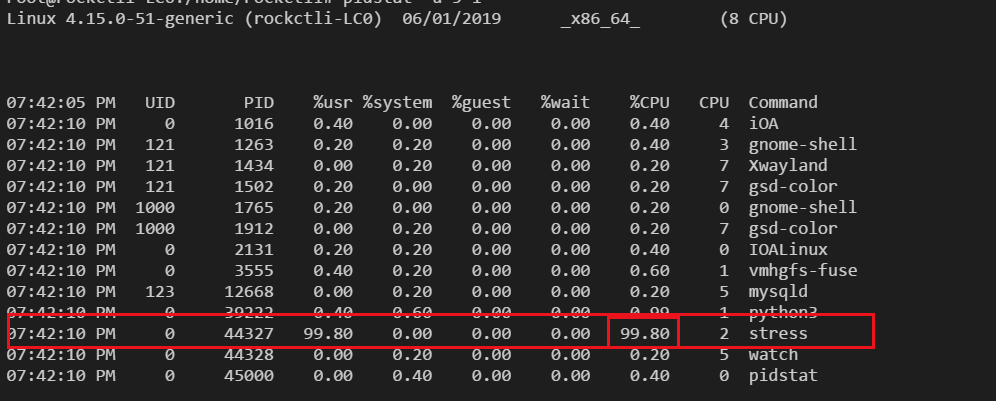 Linux 4.15.0-51-generic (rockctli-LC0) 06/01/2019 _x86_64_ (8 CPU)
07:42:05 PM UID PID %usr %system %guest %wait %CPU CPU Command
07:42:10 PM 0 1016 0.40 0.00 0.00 0.00 0.40 4 iOA
07:42:10 PM 121 1263 0.20 0.20 0.00 0.00 0.40 3 gnome-shell
07:42:10 PM 121 1434 0.00 0.20 0.00 0.00 0.20 7 Xwayland
07:42:10 PM 121 1502 0.20 0.00 0.00 0.00 0.20 7 gsd-color
07:42:10 PM 1000 1765 0.20 0.00 0.00 0.00 0.20 0 gnome-shell
07:42:10 PM 1000 1912 0.00 0.20 0.00 0.00 0.20 7 gsd-color
07:42:10 PM 0 2131 0.20 0.20 0.00 0.00 0.40 0 IOALinux
07:42:10 PM 0 3555 0.40 0.20 0.00 0.00 0.60 1 vmhgfs-fuse
07:42:10 PM 123 12668 0.00 0.20 0.00 0.00 0.20 5 mysqld
07:42:10 PM 0 39222 0.40 0.60 0.00 0.00 0.99 1 python3
07:42:10 PM 0 44327 99.80 0.00 0.00 0.00 99.80 2 stress
07:42:10 PM 0 44328 0.00 0.20 0.00 0.00 0.20 5 watch
07:42:10 PM 0 45000 0.00 0.40 0.00 0.00 0.40 0 pidstat